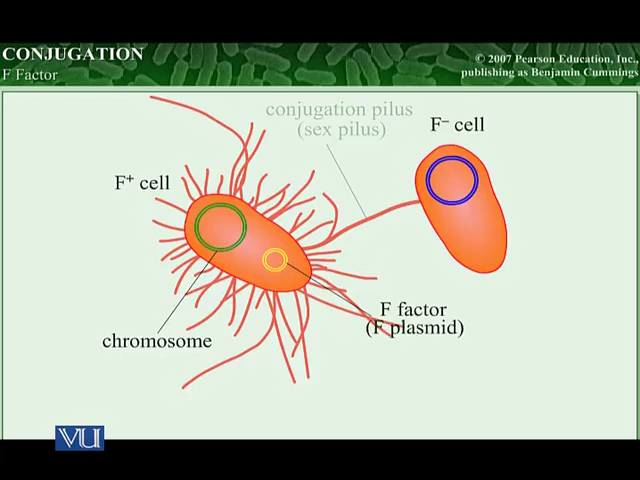 CONJUGATION
F Factor
© 2007 Pearson Education, Inc.,
publishing as Benjamin Cummings
conjugation pilus
(sex pilus)
F– cell
F+ cell
F factor
(F plasmid)
chromosome
VU